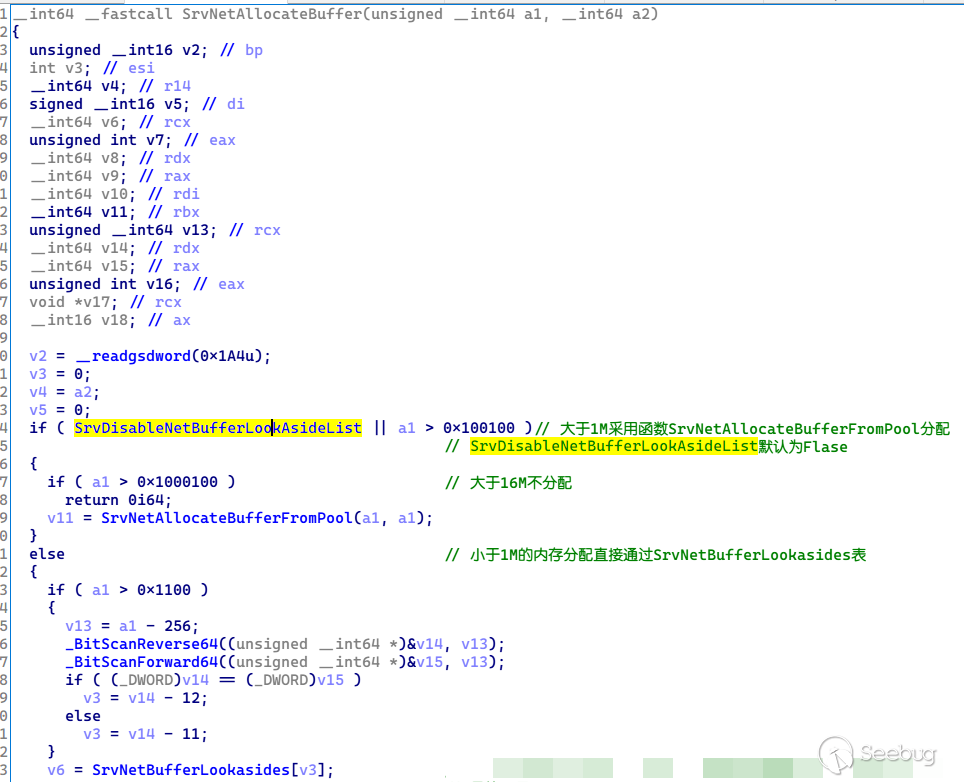 1 __int64 __fastcall SrvNetAllocateBuffer(unsigned __int64 a1, __int64 a2)
2 {
3 unsigned __int16 v2; // bp
4 int v3; // esi
5 __int64 v4; // r14
6 signed __int16 v5; // di
7 __int64 v6; // rcx
8 unsigned int v7; // eax
9 __int64 v8; // rdx
0 __int64 v9; // rax
1 __int64 v10; // rdi
2 __int64 v11; // rbx
3 unsigned __int64 v13; // rcx
4 __int64 v14; // rdx
5 __int64 v15; // rax
6 unsigned int v16; // eax
7 void *v17; // rcx
8 __int16 v18; // ax
9
0 v2 = __readgsdword(0×1A4u);
1 v3 = 0;
2 v4 = a2;
3 v5 = 0;
4 if ( SrvDisableNetBufferLookAsideList || a1 > 0×100100 )// 大于1M采用函数SrvNetAllocateBufferFromPool分配
5 // SrvDisableNetBufferLookAsideList默认为Flase
6 {
7 if ( a1 > 0×1000100 ) // 大于16M不分配
8 return 0i64;
9 v11 = SrvNetAllocateBufferFromPool(a1, a1);
0 }
1 else // 小于1M的内存分配直接通过SrvNetBufferLookasides表
2 {
3 if ( a1 > 0×1100 )
4 {
5 v13 = a1 - 256;
6 _BitScanReverse64((unsigned __int64 *)&v14, v13);
7 _BitScanForward64((unsigned __int64 *)&v15, v13);
8 if ( (_DWORD)v14 == (_DWORD)v15 )
9 v3 = v14 - 12;
0 else
1 v3 = v14 - 11;
2 }
3 v6 = SrvNetBufferLookasides[v3];
Seebug